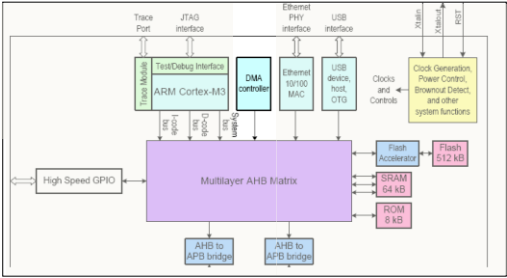 Trace
Port
JTAG
interface
Ethernet
PHY
interface
USB
interface
Xtalin
Xtalout
RST
Trace Module
Test/Debug Interface
ARM Cortex-M3
DMA
controller
Ethernet
10/100
MAC
USB
device,
host,
OTG
Clocks
and
Controls
Clock Generation,
Power Control,
Brownout Detect,
and other
system functions
I-code
bus
D-code
bus
System
bus
High Speed GPIO
Multilayer AHB Matrix
Flash
Accelerator
Flash
512 kB
SRAM
64 kB
ROM
8 kB
AHB to
APB bridge
AHB to
APB bridge